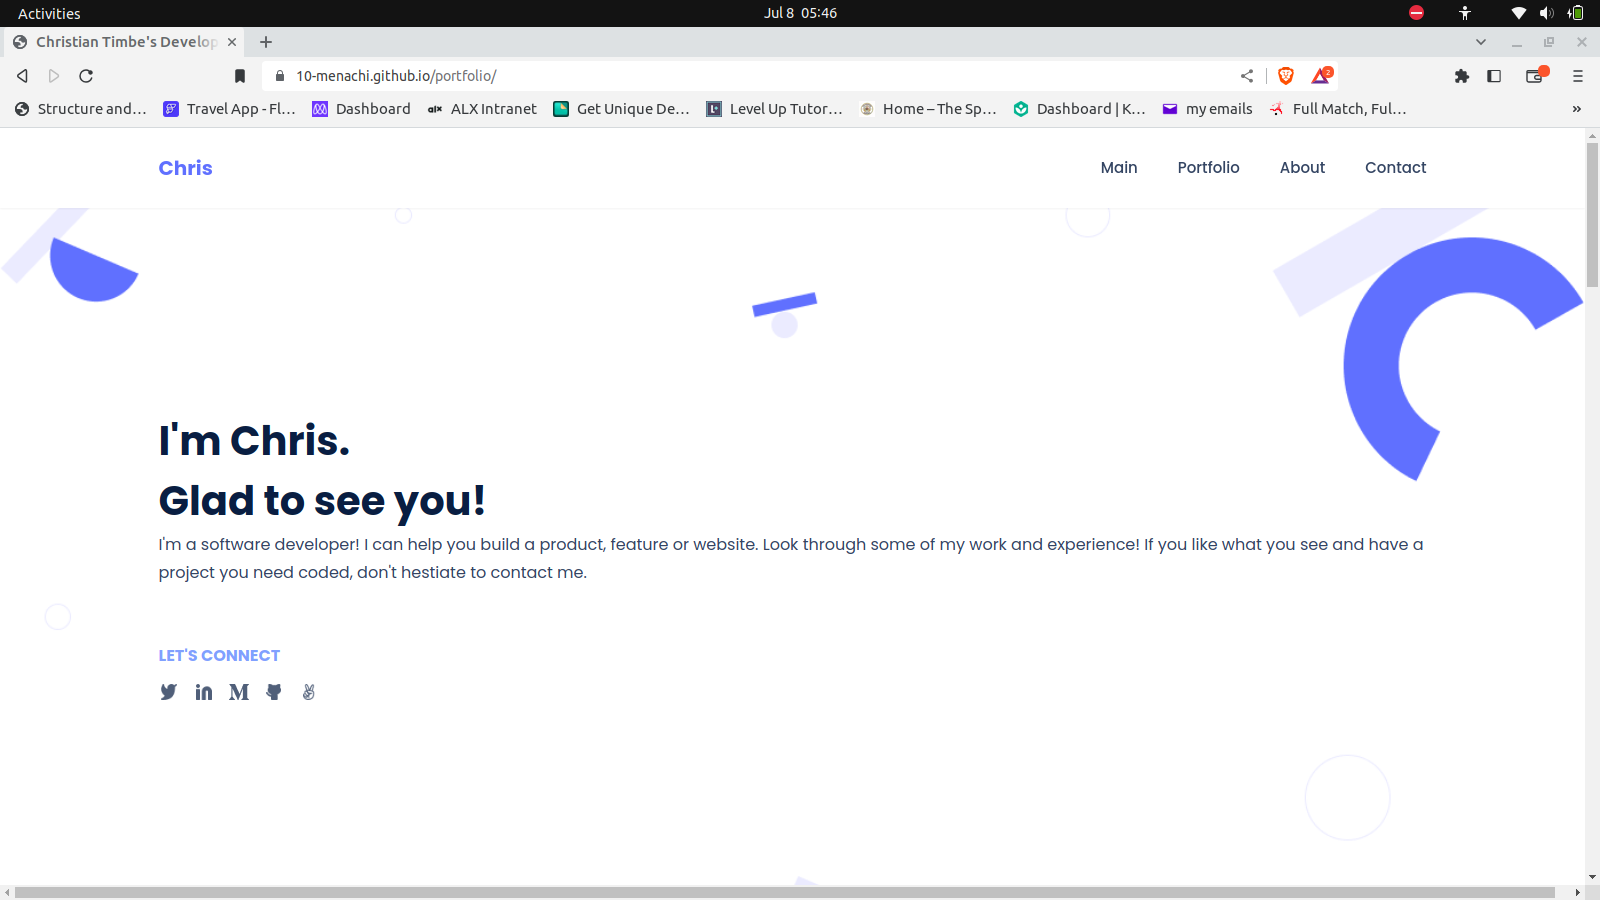 Activities
Jul 8 05:46
Christian Timbe's Develop
10-menachi.github.io/portfolio/
2
Structure and... Travel App - Fl... Dashboard ALX Intranet Get Unique De... Level Up Tutor... Home – The Sp... Dashboard | K... my emails Full Match, Ful... »
Chris
Main Portfolio About Contact
I'm Chris.
Glad to see you!
I'm a software developer! I can help you build a product, feature or website. Look through some of my work and experience! If you like what you see and have a
project you need coded, don't hestiate to contact me.
LET'S CONNECT